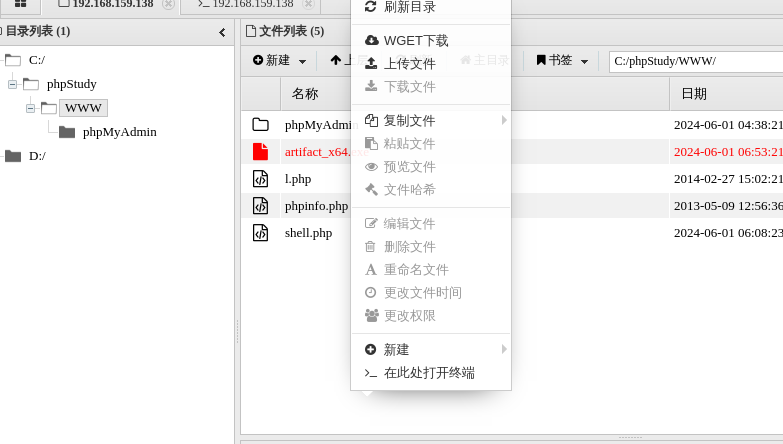 192.168.159.138
192.168.159.138
目录列表 (1)
C:/
phpStudy
WWW
phpMyAdmin
D:/
文件列表 (5)
新建
上层
主目录
书签
C:/phpStudy/WWW/
名称
日期
phpMyAdmin
2024-06-01 04:38:21
artifact_x64.exe
2024-06-01 06:53:21
l.php
2014-02-27 15:02:21
phpinfo.php
2013-05-09 12:56:36
shell.php
2024-06-01 06:08:23
刷新目录
WGET下载
上传文件
下载文件
复制文件
粘贴文件
预览文件
文件哈希
编辑文件
删除文件
重命名文件
更改文件时间
更改权限
新建
在此处打开终端